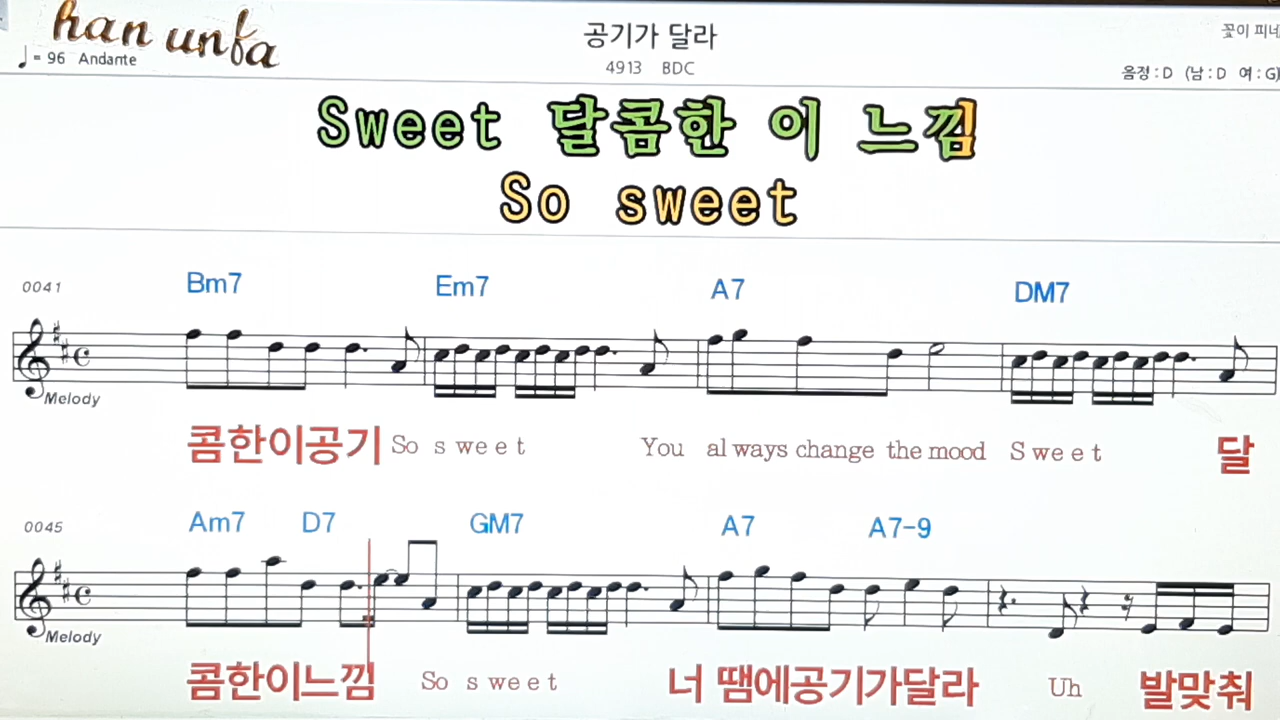 han unfa
공기가 달라
꽃이 피네
♩= 96 Andante
4913 BDC
음정 : D (남 : D 여 : G)
Sweet 달콤한 이 느낌
So sweet
0041 Bm7 Em7 A7 DM7
Melody
콤한이공기 So sweet You always change the mood Sweet 달
0045 Am7 D7 GM7 A7 A7-9
Melody
콤한이느낌 So sweet 너 땜에공기가달라 Uh 발맞춰